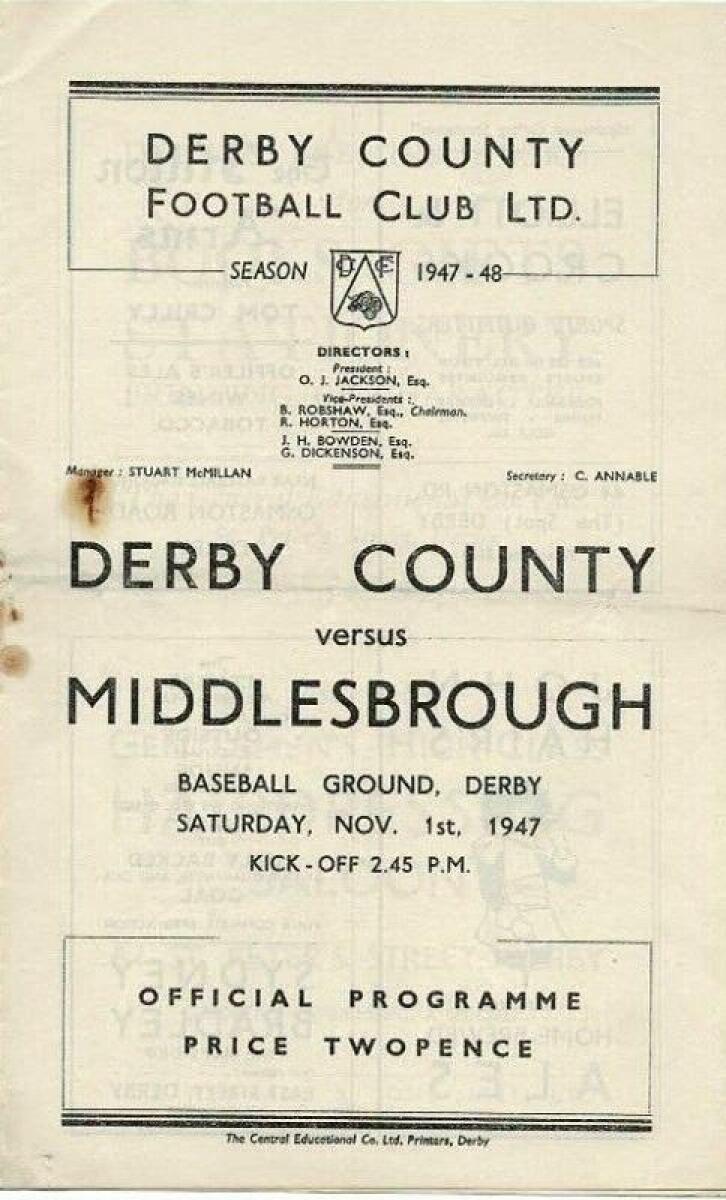 DERBY COUNTY
FOOTBALL CLUB LTD.
SEASON DCFC 1947 - 48
DIRECTORS :
President :
O. J. JACKSON, Esq.
Vice-Presidents :
B. ROBSHAW, Esq., Chairman.
R. HORTON, Esq.
J. H. BOWDEN, Esq.
G. DICKENSON, Esq.
Manager : STUART McMILLAN Secretary : C. ANNABLE
DERBY COUNTY
versus
MIDDLESBROUGH
BASEBALL GROUND, DERBY
SATURDAY, NOV. 1st, 1947
KICK - OFF 2.45 P.M.
OFFICIAL PROGRAMME
PRICE TWOPENCE
The Central Educational Co. Ltd. Printers, Derby